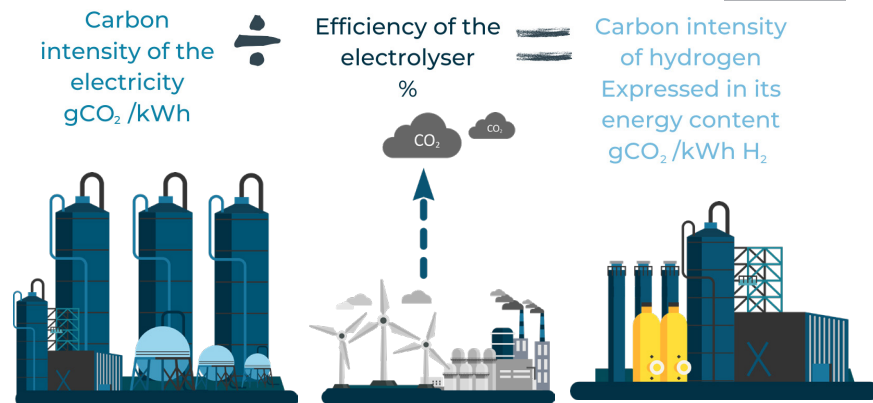 Carbon
intensity of the
electricity
gCO₂ /kWh
÷
Efficiency of the
electrolyser
%
=
Carbon intensity
of hydrogen
Expressed in its
energy content
gCO₂ /kWh H₂
CO₂
CO₂